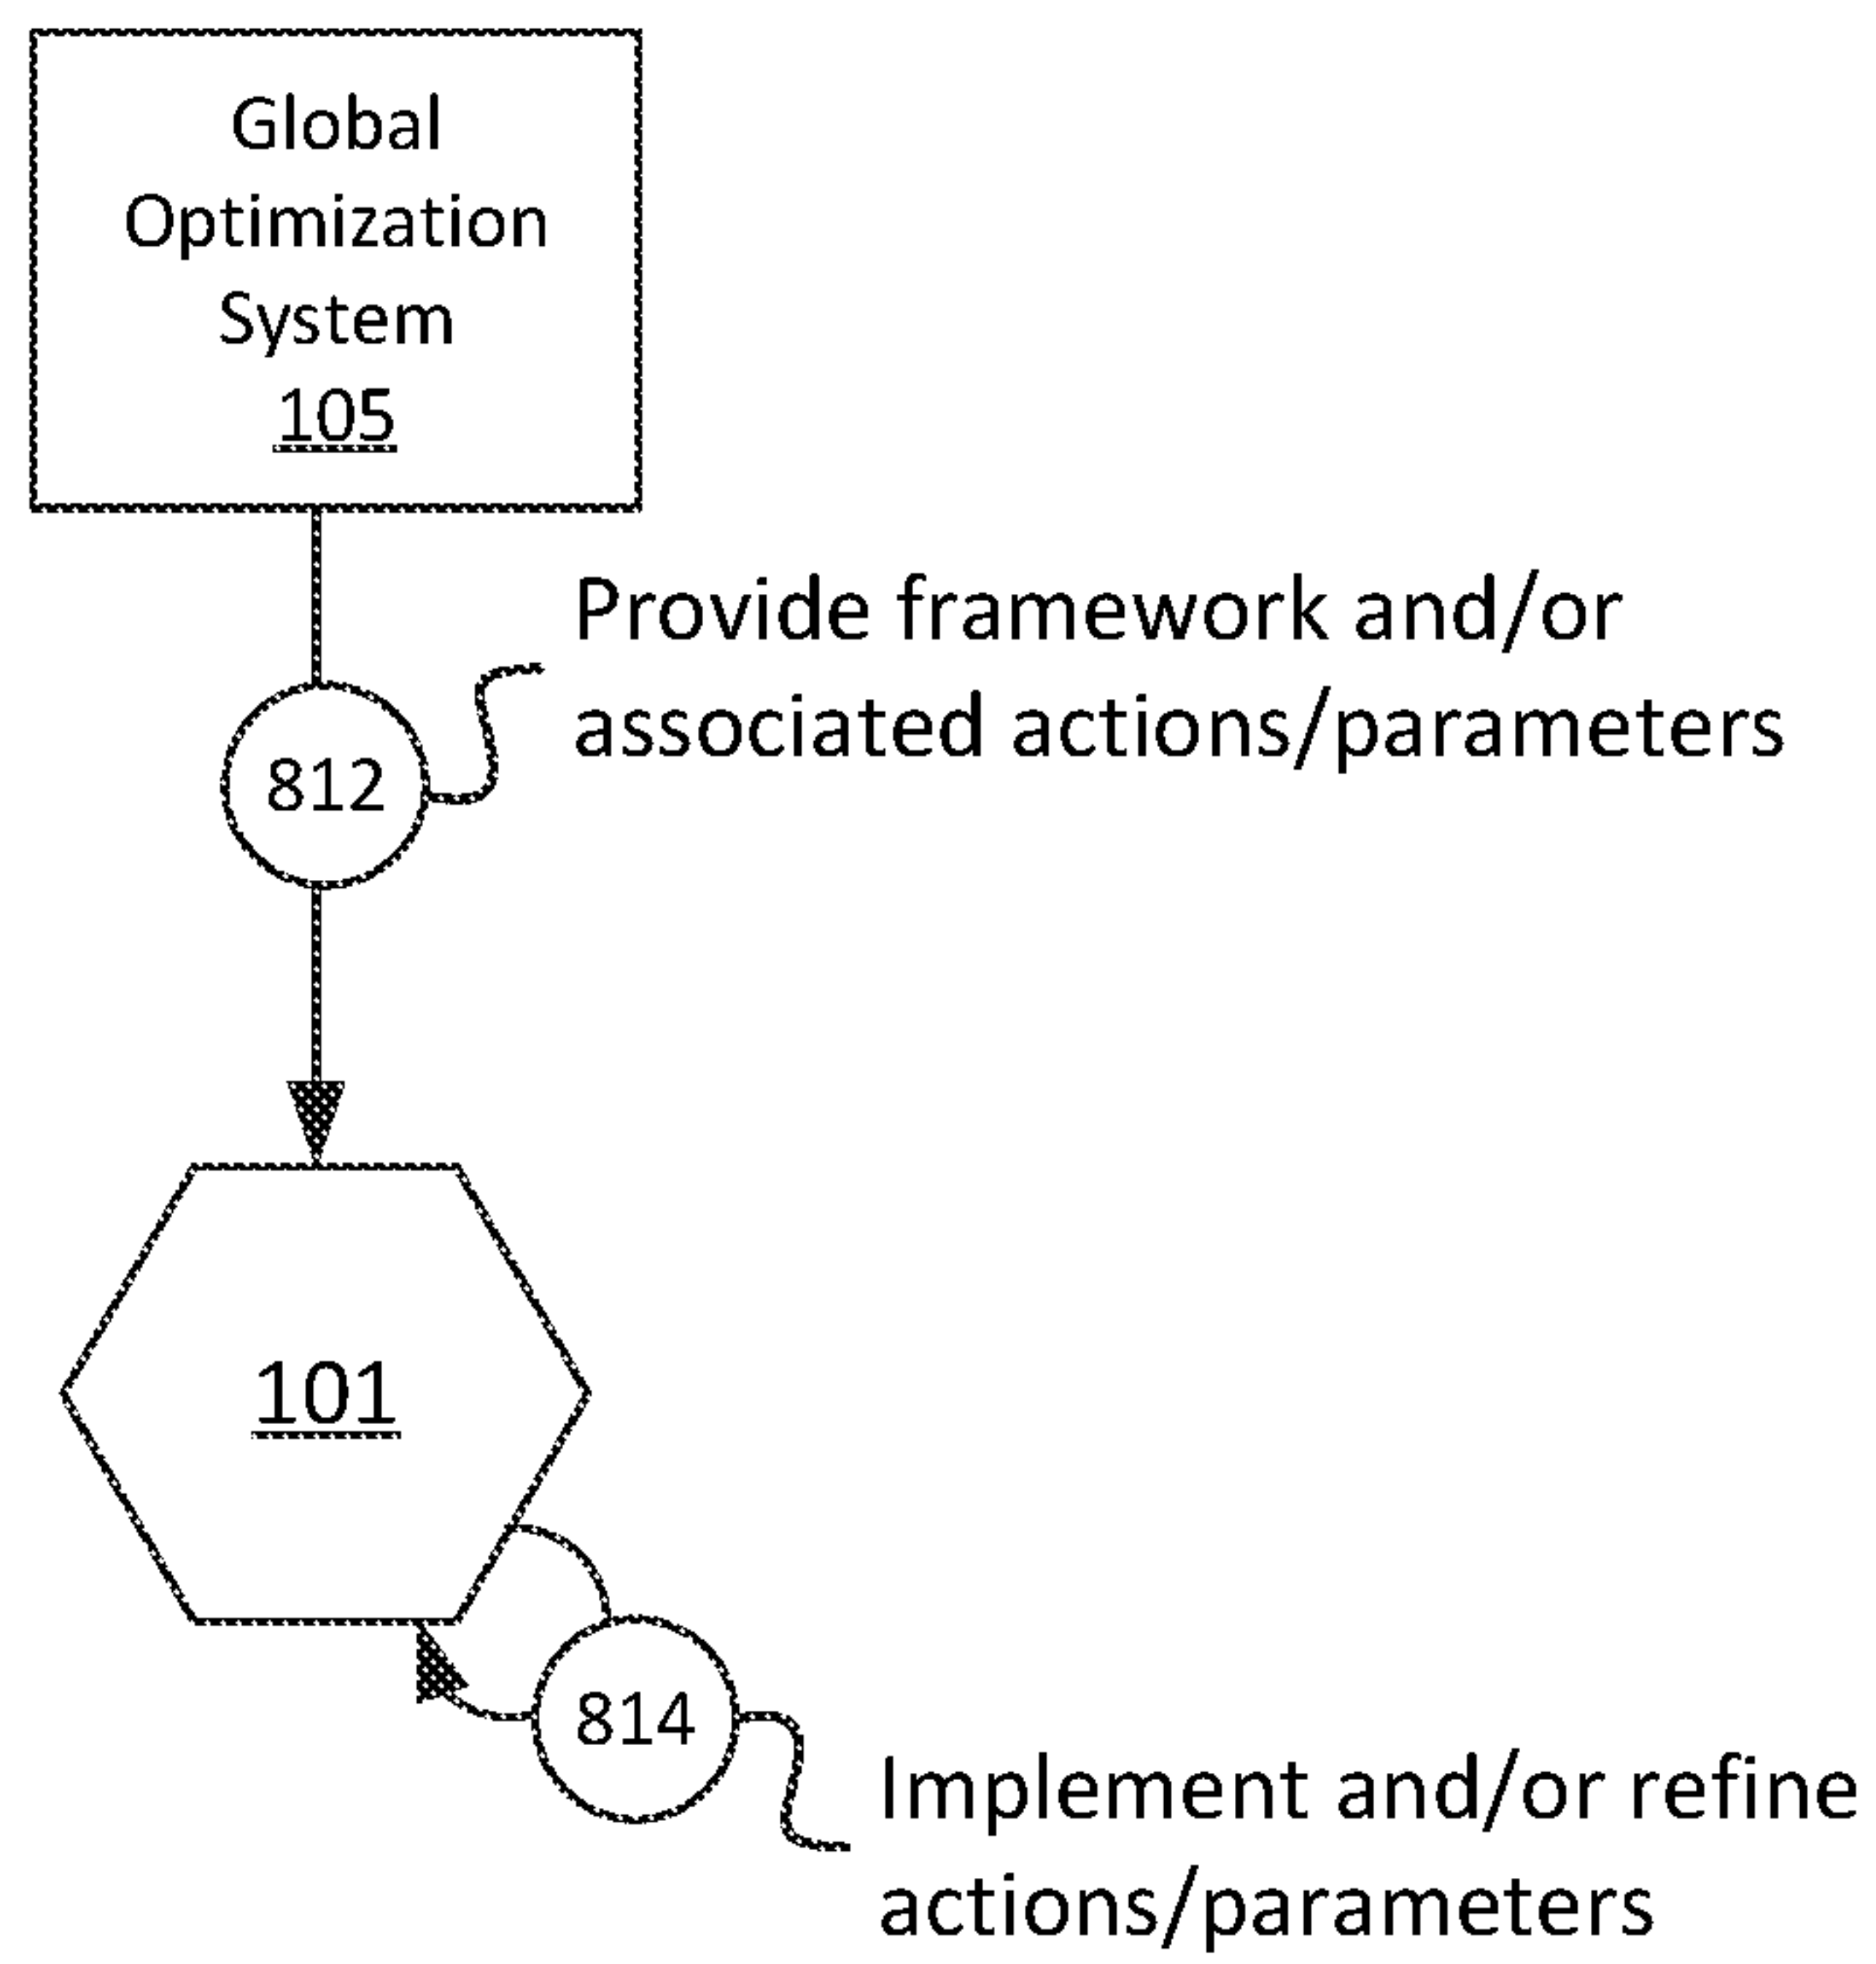 Global
Optimization
System
105
Provide framework and/or
associated actions/parameters
812
101
814
Implement and/or refine
actions/parameters